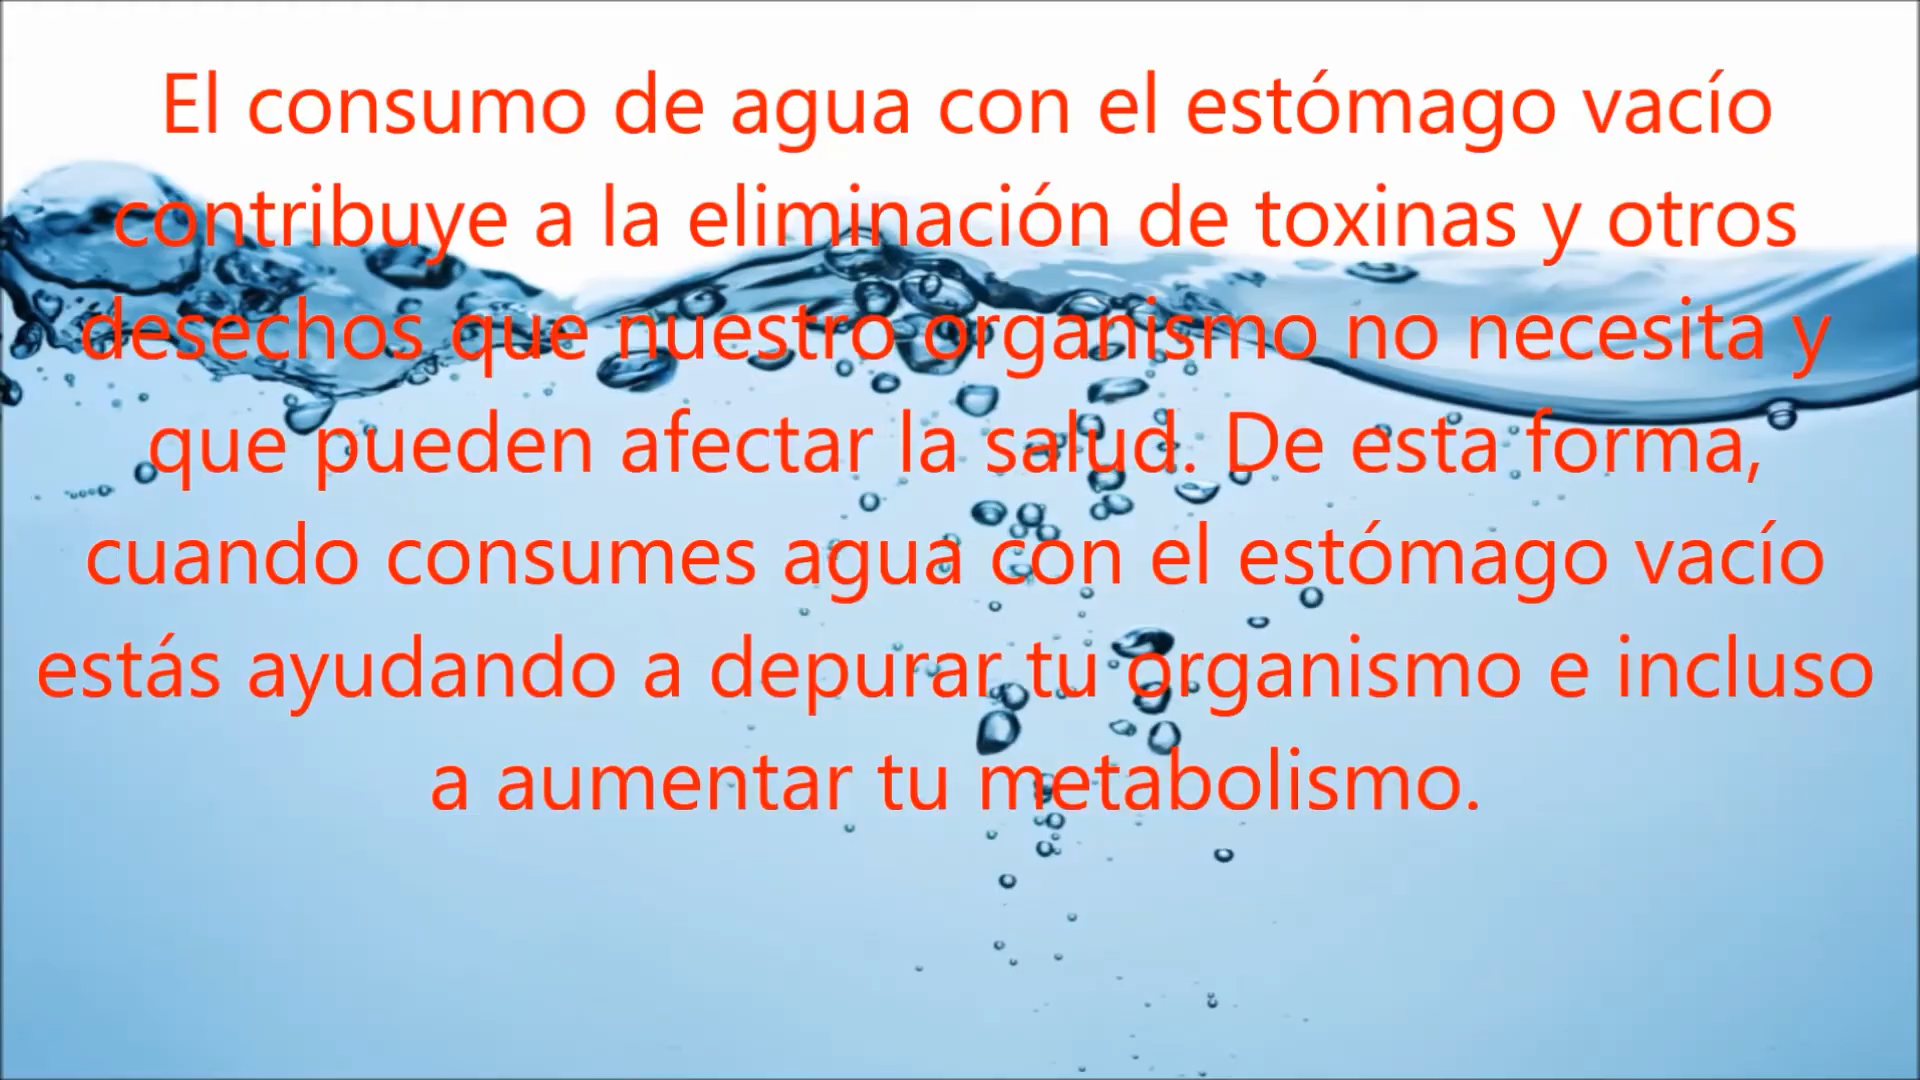 El consumo de agua con el estómago vacío
contribuye a la eliminación de toxinas y otros
desechos que nuestro organismo no necesita y
que pueden afectar la salud. De esta forma,
cuando consumes agua con el estómago vacío
estás ayudando a depurar tu organismo e incluso
a aumentar tu metabolismo.